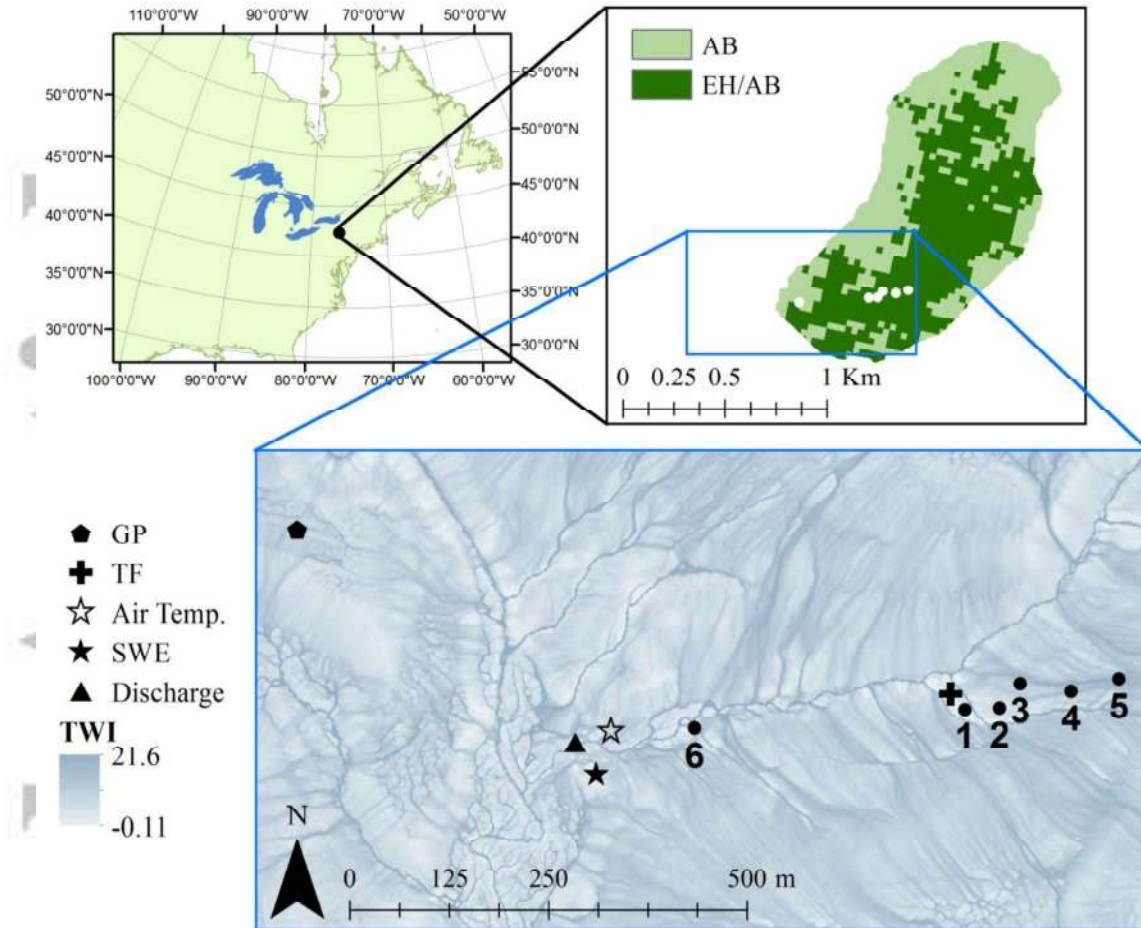 110°0'0"W 90°0'0"W 70°0'0"W 50°0'0"W
55°0'0"N
50°0'0"N
50°0'0"N
45°0'0"N
45°0'0"N
40°0'0"N
40°0'0"N
35°0'0"N
35°0'0"N
30°0'0"N
30°0'0"N
100°0'0"W 90°0'0"W 80°0'0"W 70°0'0"W 60°0'0"W
AB
EH/AB
0 0.25 0.5 1 Km
GP
TF
Air Temp.
SWE
Discharge
TWI
21.6
-0.11
1 2 3 4 5
6
N
0 125 250 500 m